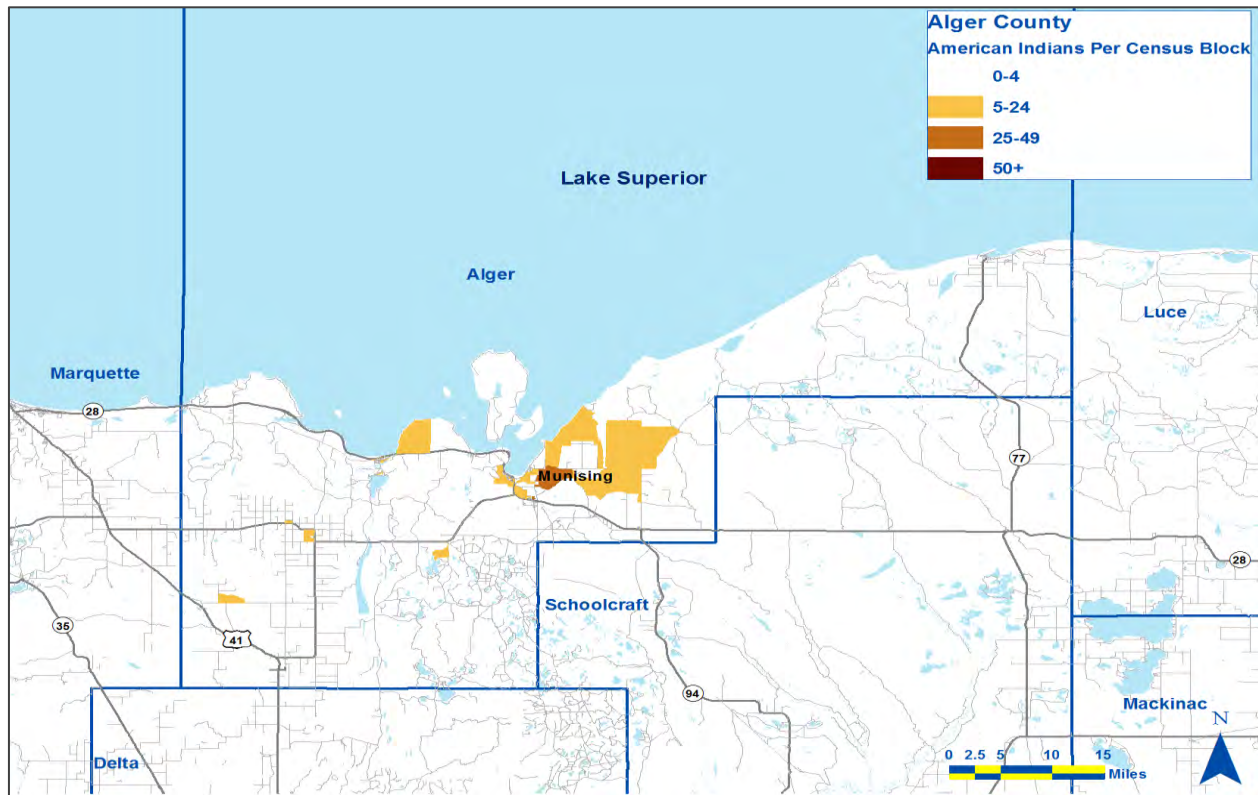 Alger County
American Indians Per Census Block
0-4
5-24
25-49
50+
Lake Superior
Alger
Luce
Marquette
28
77
Munising
28
Schoolcraft
35
41
94
Mackinac
N
Delta
0 2.5 5 10 15
Miles